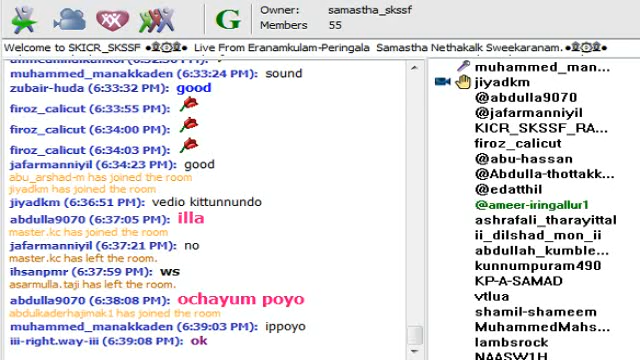 G
Owner: samastha_skssf
Members 55
Welcome to SKICR_SKSSF Live From Eranamkulam-Peringala Samastha Nethakalk Sweekaranam.
muhammed_manakkaden (6:33:24 PM): sound
zubair-huda (6:33:32 PM): good
firoz_calicut (6:33:55 PM):
firoz_calicut (6:34:00 PM):
firoz_calicut (6:34:03 PM):
jafarmanniyil (6:34:23 PM): good
abu_arshad-m has joined the room
jiyadkm has joined the room
jiyadkm (6:36:51 PM): vedio kittunnundo
abdulla9070 (6:37:05 PM): illa
master.kc has joined the room
jafarmanniyil (6:37:21 PM): no
master.kc has left the room.
ihsanpmr (6:37:59 PM): ws
asarmulla.taji has left the room.
abdulla9070 (6:38:08 PM): ochayum poyo
abdulkaderhajimak1 has joined the room
muhammed_manakkaden (6:39:03 PM): ippoyo
iii-right.way-iii (6:39:08 PM): ok
muhammed_man...
jiyadkm
@abdulla9070
@jafarmanniyil
KICR_SKSSF_RA...
firoz_calicut
@abu-hassan
@Abdulla-thottakk...
@edatthil
@ameer-iringallur1
ashrafali_tharayittal
ii_dilshad_mon_ii
abdullah_kumble...
kunnumpuram490
KP-A-SAMAD
vtlua
shamil-shameem
MuhammedMahs...
lambsrock
NAASW1H